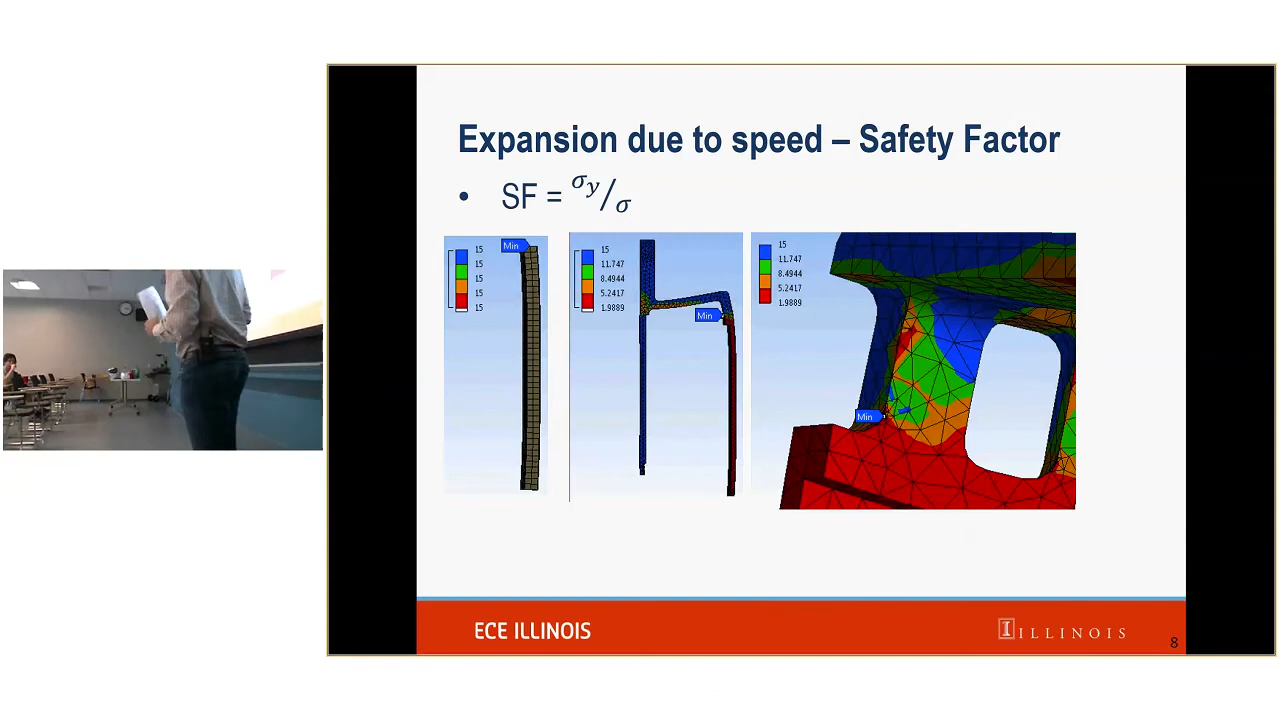 Expansion due to speed – Safety Factor
• SF = σy/σ
Min
15
15
15
15
15
15
11.747
8.4944
5.2417
1.9889
Min
15
11.747
8.4944
5.2417
1.9889
Min
ECE ILLINOIS
I ILLINOIS
8